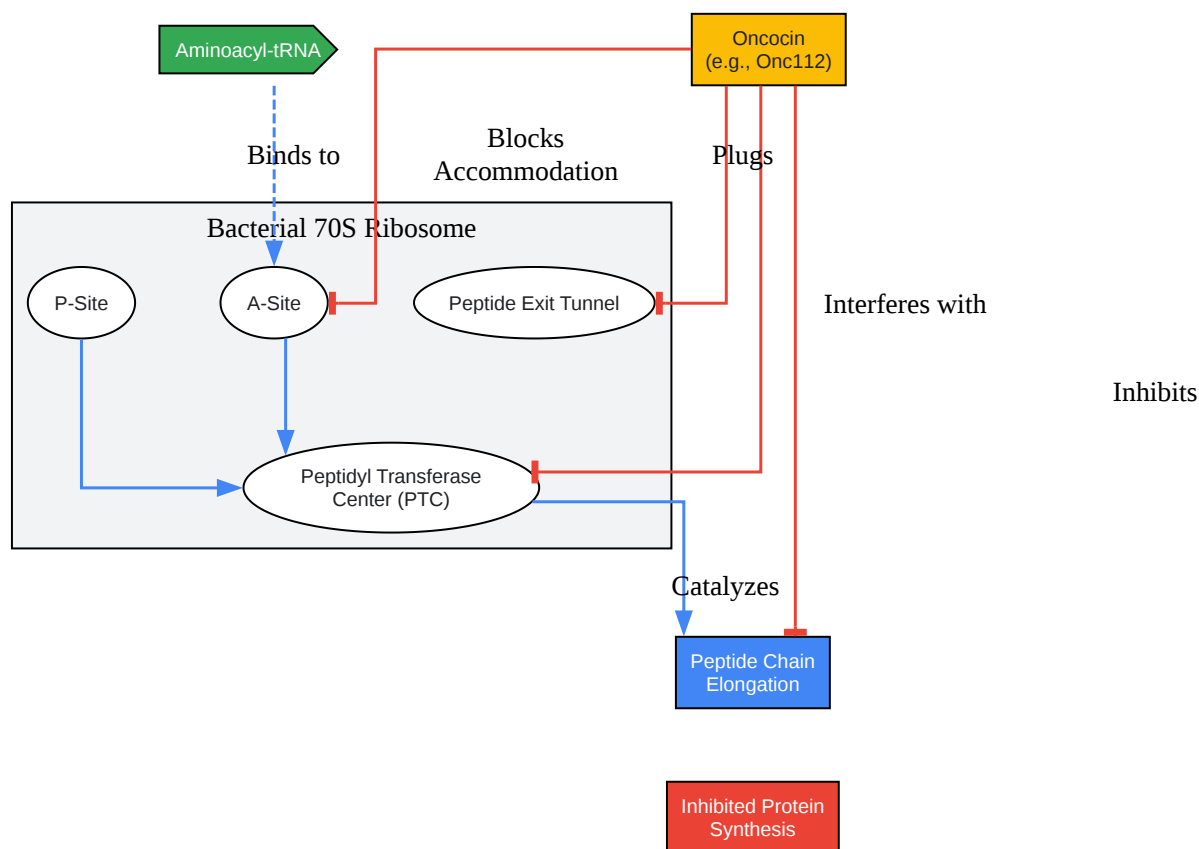 Aminoacyl-tRNA
Oncocin
(e.g., Onc112)
Binds to
Blocks
Accommodation
Plugs
Bacterial 70S Ribosome
P-Site
A-Site
Peptide Exit Tunnel
Interferes with
Inhibits
Peptidyl Transferase
Center (PTC)
Catalyzes
Peptide Chain
Elongation
Inhibited Protein
Synthesis